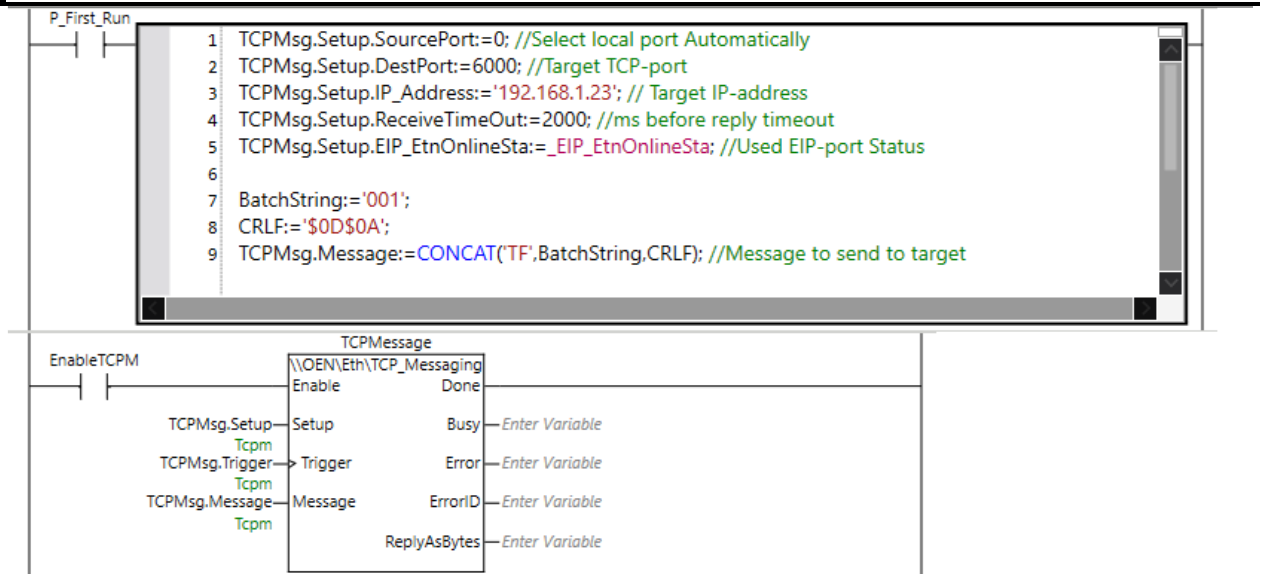 P_First_Run
1 TCPMsg.Setup.SourcePort:=0; //Select local port Automatically
2 TCPMsg.Setup.DestPort:=6000; //Target TCP-port
3 TCPMsg.Setup.IP_Address:='192.168.1.23'; // Target IP-address
4 TCPMsg.Setup.ReceiveTimeOut:=2000; //ms before reply timeout
5 TCPMsg.Setup.EIP_EtnOnlineSta:=_EIP_EtnOnlineSta; //Used EIP-port Status
6
7 BatchString:='001';
8 CRLF:='$0D$0A';
9 TCPMsg.Message:=CONCAT('TF',BatchString,CRLF); //Message to send to target
TCPMessage
EnableTCPM \\OEN\Eth\TCP_Messaging
Enable Done
TCPMsg.Setup Setup Busy Enter Variable
Tcpm
TCPMsg.Trigger Trigger Error Enter Variable
Tcpm
TCPMsg.Message Message ErrorID Enter Variable
Tcpm
ReplyAsBytes Enter Variable